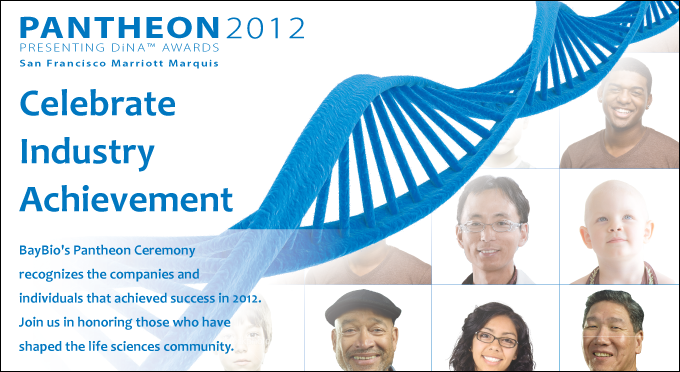 PANTHEON 2012
PRESENTING DiNA™ AWARDS
San Francisco Marriott Marquis
Celebrate
Industry
Achievement
BayBio's Pantheon Ceremony
recognizes the companies and
individuals that achieved success in 2012.
Join us in honoring those who have
shaped the life sciences community.